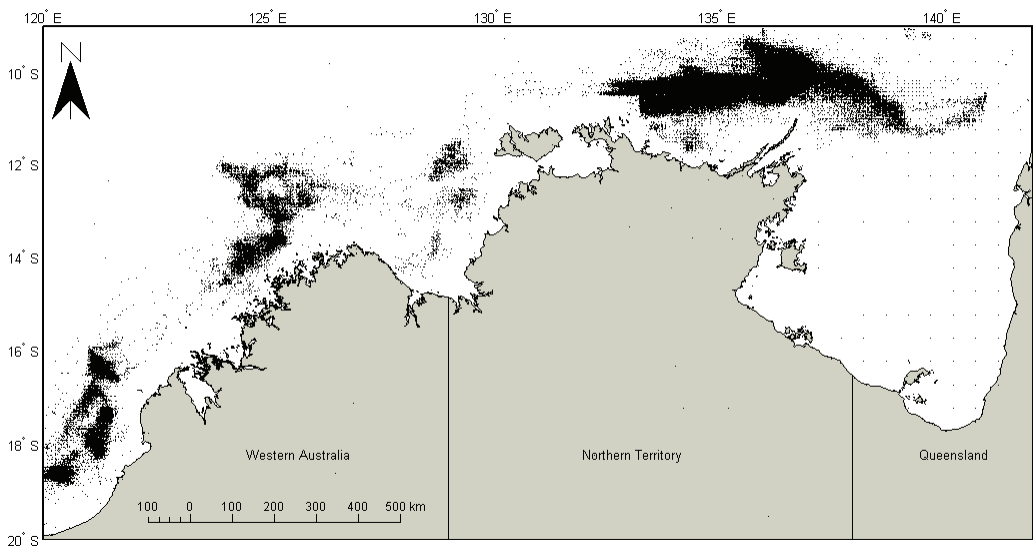 120° E 125° E 130° E 135° E 140° E
N
10° S
12° S
14° S
16° S
18° S
20° S
Western Australia Northern Territory Queensland
100 0 100 200 300 400 500 km